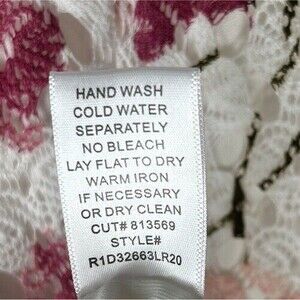 HAND WASH
COLD WATER
SEPARATELY
NO BLEACH
LAY FLAT TO DRY
WARM IRON
IF NECESSARY
OR DRY CLEAN
CUT# 813569
STYLE#
R1D32663LR20